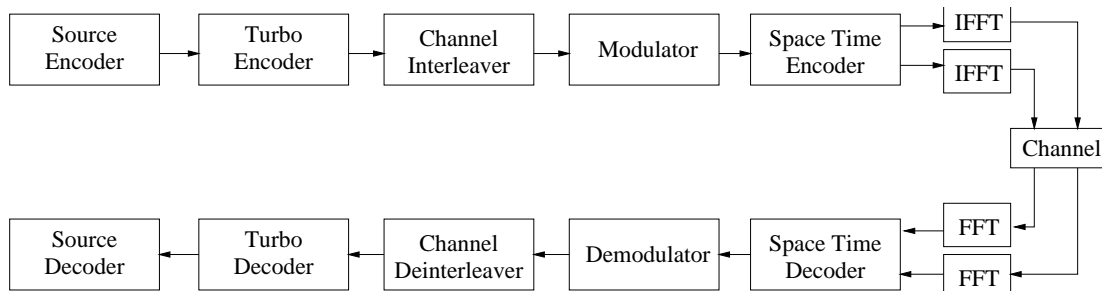 Source
Encoder
Turbo
Encoder
Channel
Interleaver
Modulator
Space Time
Encoder
IFFT
IFFT
Channel
Source
Decoder
Turbo
Decoder
Channel
Deinterleaver
Demodulator
Space Time
Decoder
FFT
FFT